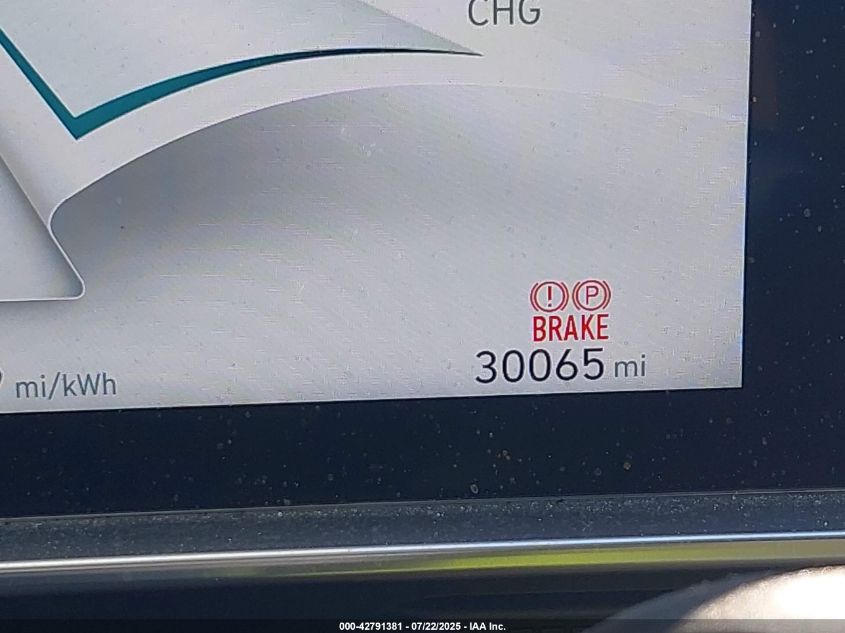 CHG
(!) (P)
BRAKE
30065 mi
mi/kWh
000-42791381 - 07/22/2025 - IAA Inc.